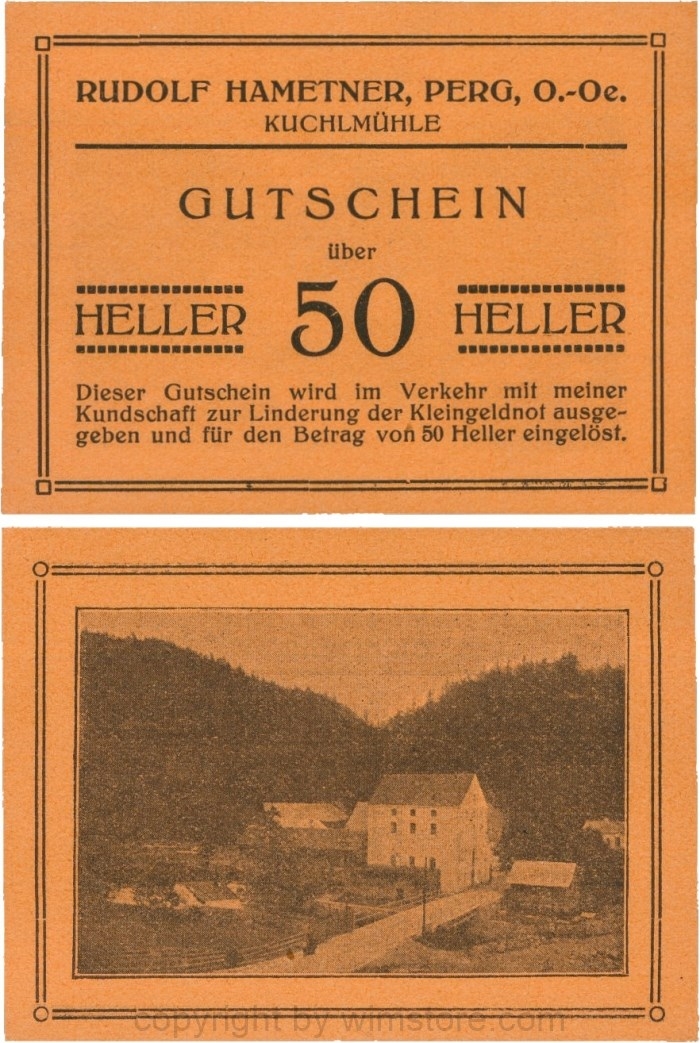 RUDOLF HAMETNER, PERG, O.-Oe.
KUCHLMÜHLE
GUTSCHEIN
über
HELLER 50 HELLER
Dieser Gutschein wird im Verkehr mit meiner
Kundschaft zur Linderung der Kleingeldnot ausge-
geben und für den Betrag von 50 Heller eingelöst.
copyright by wimstore.com